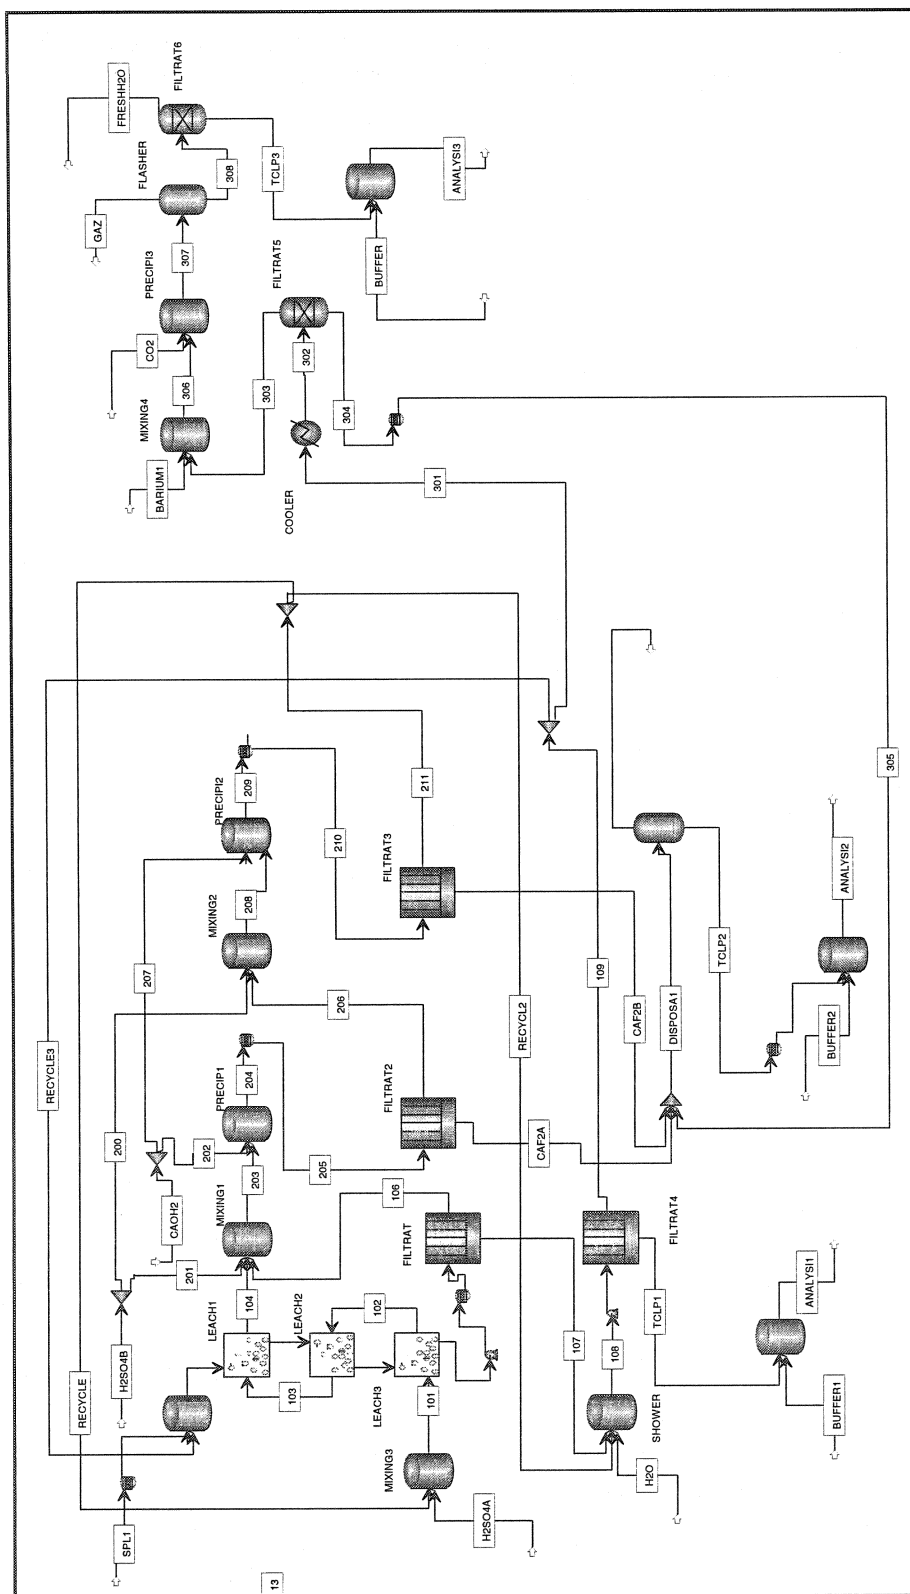 FRESHH2O
FILTRAT6
FLASHER
308
TCLP3
ANALYSI3
GAZ
307
PRECIPI3
FILTRAT5
BUFFER
CO2
306
302
303
304
MIXING4
BARIUM1
COOLER
301
RECYCLE3
RECYCLE
207
200
PRECIPI2
209
210
211
FILTRAT3
MIXING2
208
206
RECYCL2
109
CAF2B
DISPOSA1
TCLP2
ANALYSI2
BUFFER2
305
PRECIP1
204
202
203
205
FILTRAT2
CAF2A
MIXING1
CAOH2
201
H2SO4B
104
106
FILTRAT
FILTRAT4
LEACH1
LEACH2
102
103
LEACH3
101
107
108
TCLP1
ANALYSI1
SHOWER
BUFFER1
MIXING3
H2O
H2SO4A
SPL1
13